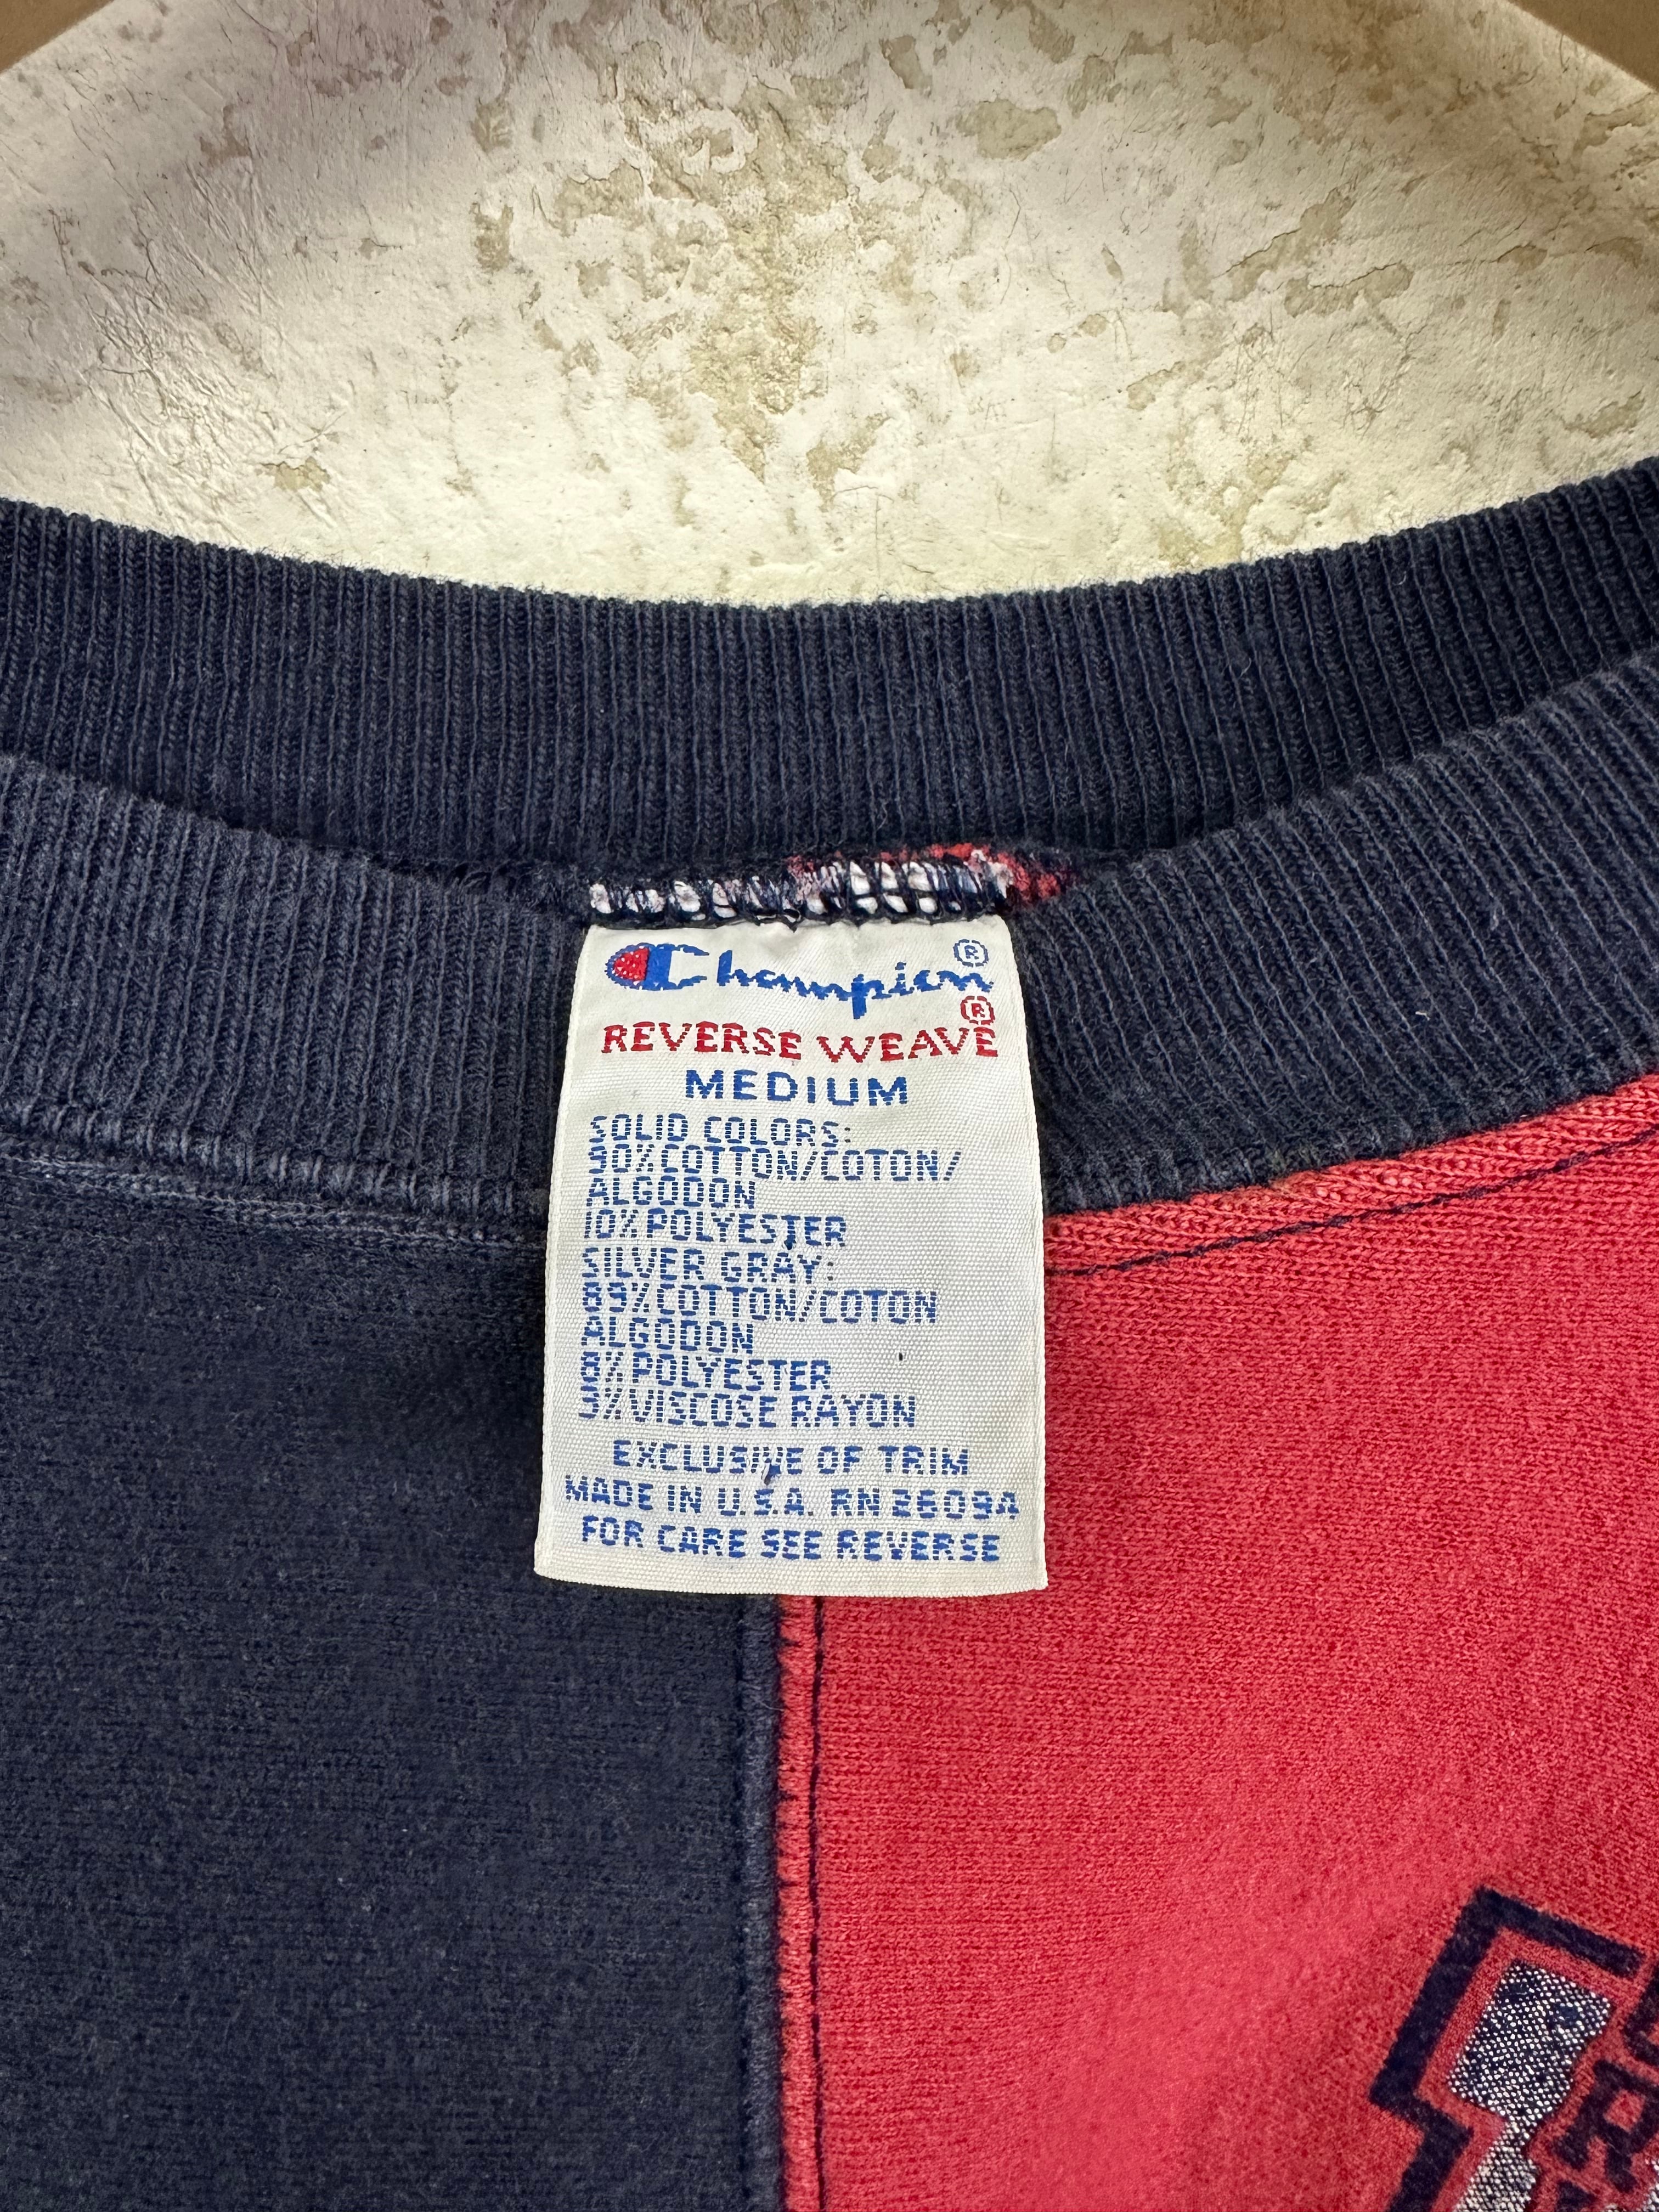 Champion®
REVERSE WEAVE®
MEDIUM
SOLID COLORS:
90% COTTON/COTON/
ALGODON
10% POLYESTER
SILVER GRAY:
89% COTTON/COTON
ALGODON
8% POLYESTER
3% VISCOSE RAYON
EXCLUSIVE OF TRIM
MADE IN U.S.A. RN 26094
FOR CARE SEE REVERSE